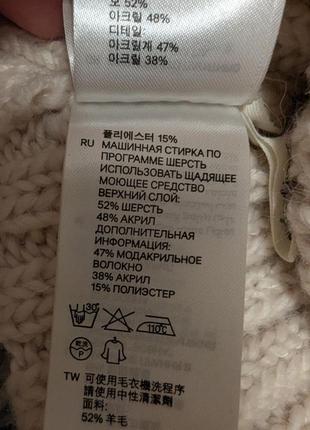 모 52%
아크릴 48%
디테일:
아크릴계 47%
아크릴 38%
폴리에스터 15%
RU МАШИННАЯ СТИРКА ПО
ПРОГРАММЕ ШЕРСТЬ
ИСПОЛЬЗОВАТЬ ЩАДЯЩЕЕ
МОЮЩЕЕ СРЕДСТВО
ВЕРХНИЙ СЛОЙ:
52% ШЕРСТЬ
48% АКРИЛ
ДОПОЛНИТЕЛЬНАЯ
ИНФОРМАЦИЯ:
47% МОДАКРИЛЬНОЕ
ВОЛОКНО
38% АКРИЛ
15% ПОЛИЭСТЕР
30° 110°C
P
TW 可使用毛衣機洗程序
請使用中性清潔劑
面料:
52% 羊毛